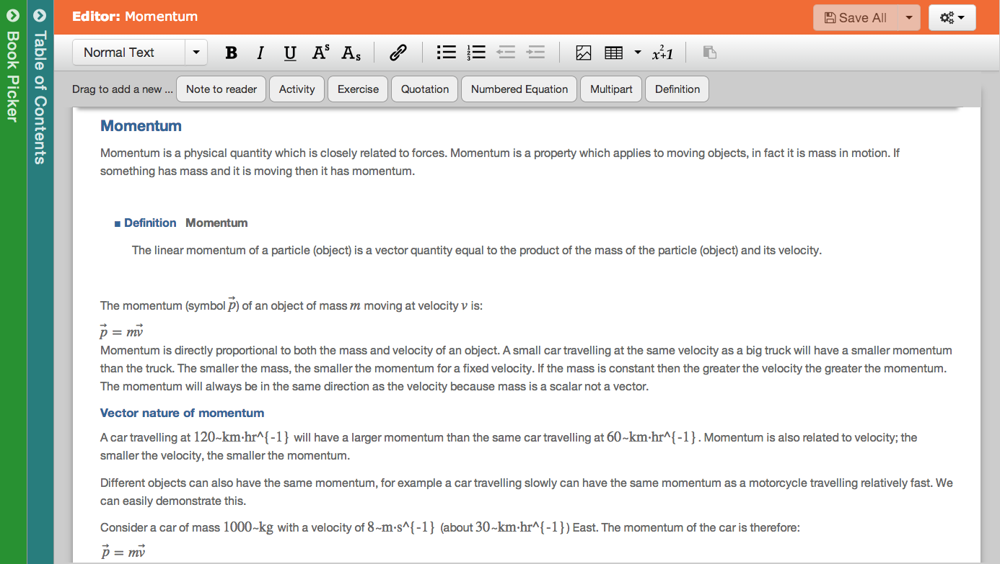 Book Picker
Table of Contents
Editor: Momentum
Save All
Normal Text
B I U Aˢ Aₛ
1 2 3
x²+1
Drag to add a new ... Note to reader Activity Exercise Quotation Numbered Equation Multipart Definition
Momentum
Momentum is a physical quantity which is closely related to forces. Momentum is a property which applies to moving objects, in fact it is mass in motion. If
something has mass and it is moving then it has momentum.
Definition Momentum
The linear momentum of a particle (object) is a vector quantity equal to the product of the mass of the particle (object) and its velocity.
The momentum (symbol p⃗) of an object of mass m moving at velocity v is:
p⃗ = mv⃗
Momentum is directly proportional to both the mass and velocity of an object. A small car travelling at the same velocity as a big truck will have a smaller momentum
than the truck. The smaller the mass, the smaller the momentum for a fixed velocity. If the mass is constant then the greater the velocity the greater the momentum.
The momentum will always be in the same direction as the velocity because mass is a scalar not a vector.
Vector nature of momentum
A car travelling at 120~km·hr^{-1} will have a larger momentum than the same car travelling at 60~km·hr^{-1}. Momentum is also related to velocity; the
smaller the velocity, the smaller the momentum.
Different objects can also have the same momentum, for example a car travelling slowly can have the same momentum as a motorcycle travelling relatively fast. We
can easily demonstrate this.
Consider a car of mass 1000~kg with a velocity of 8~m·s^{-1} (about 30~km·hr^{-1}) East. The momentum of the car is therefore:
p⃗ = mv⃗